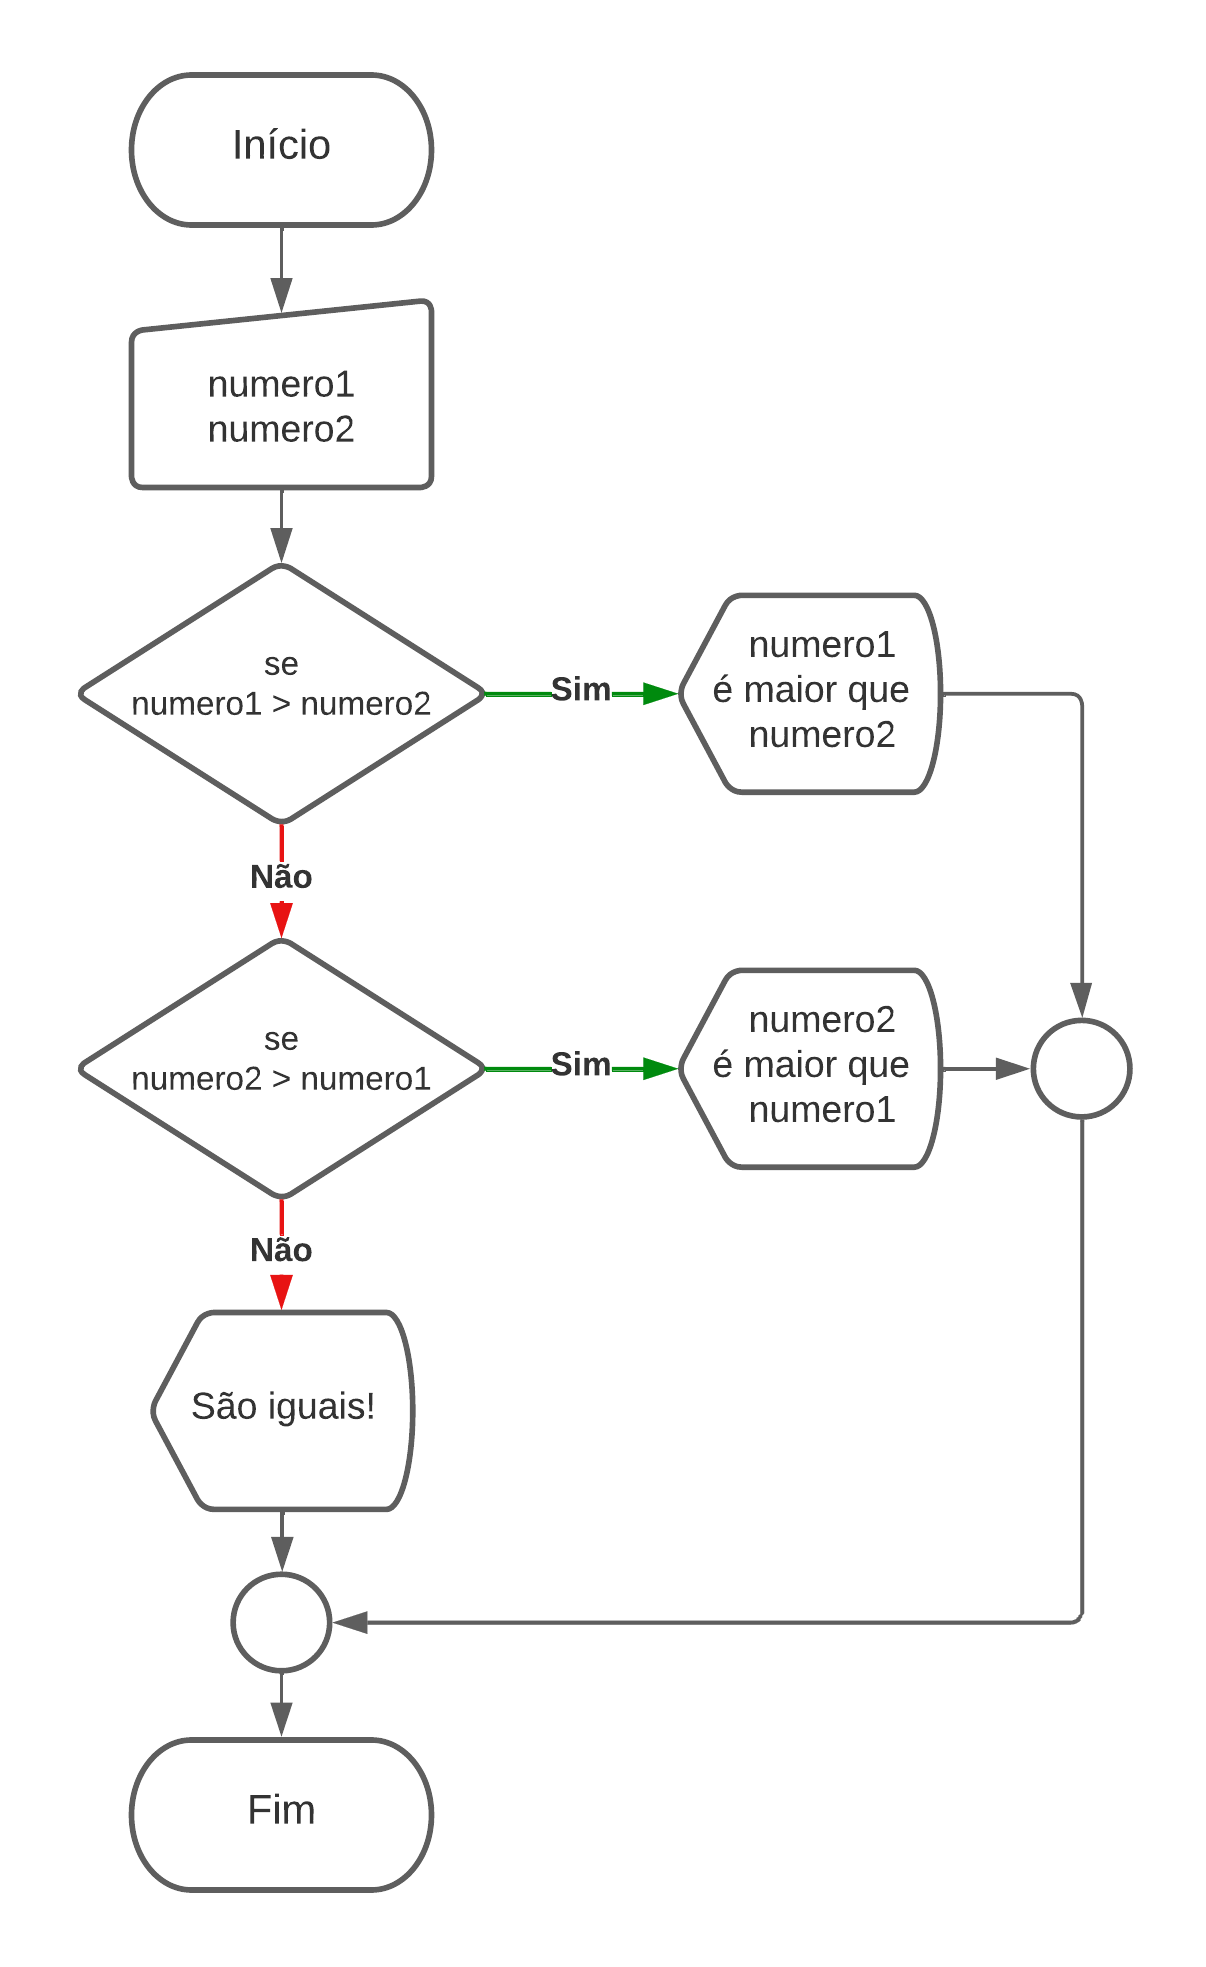 Início
numero1
numero2
se
numero1 > numero2
Sim
numero1
é maior que
numero2
Não
se
numero2 > numero1
Sim
numero2
é maior que
numero1
Não
São iguais!
Fim